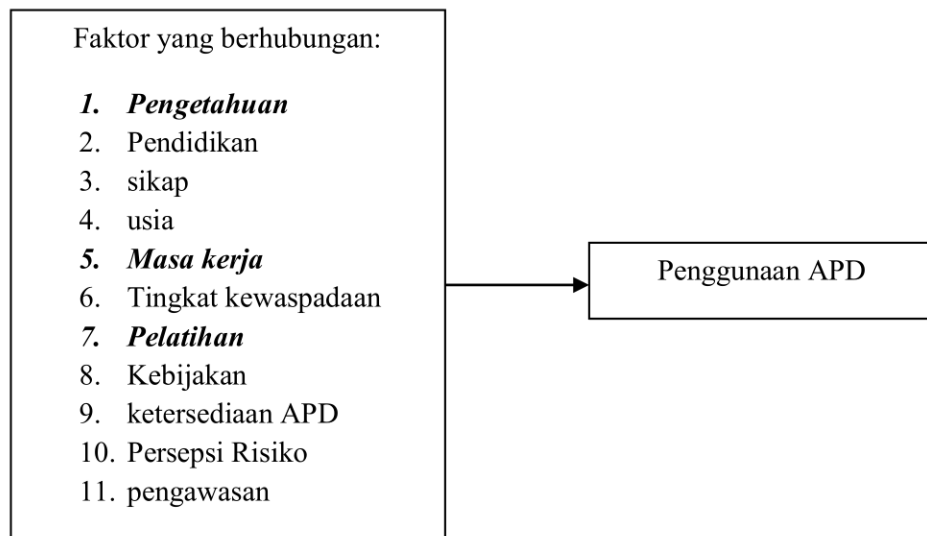 Faktor yang berhubungan:
1. Pengetahuan
2. Pendidikan
3. sikap
4. usia
5. Masa kerja
6. Tingkat kewaspadaan
7. Pelatihan
8. Kebijakan
9. ketersediaan APD
10. Persepsi Risiko
11. pengawasan
Penggunaan APD